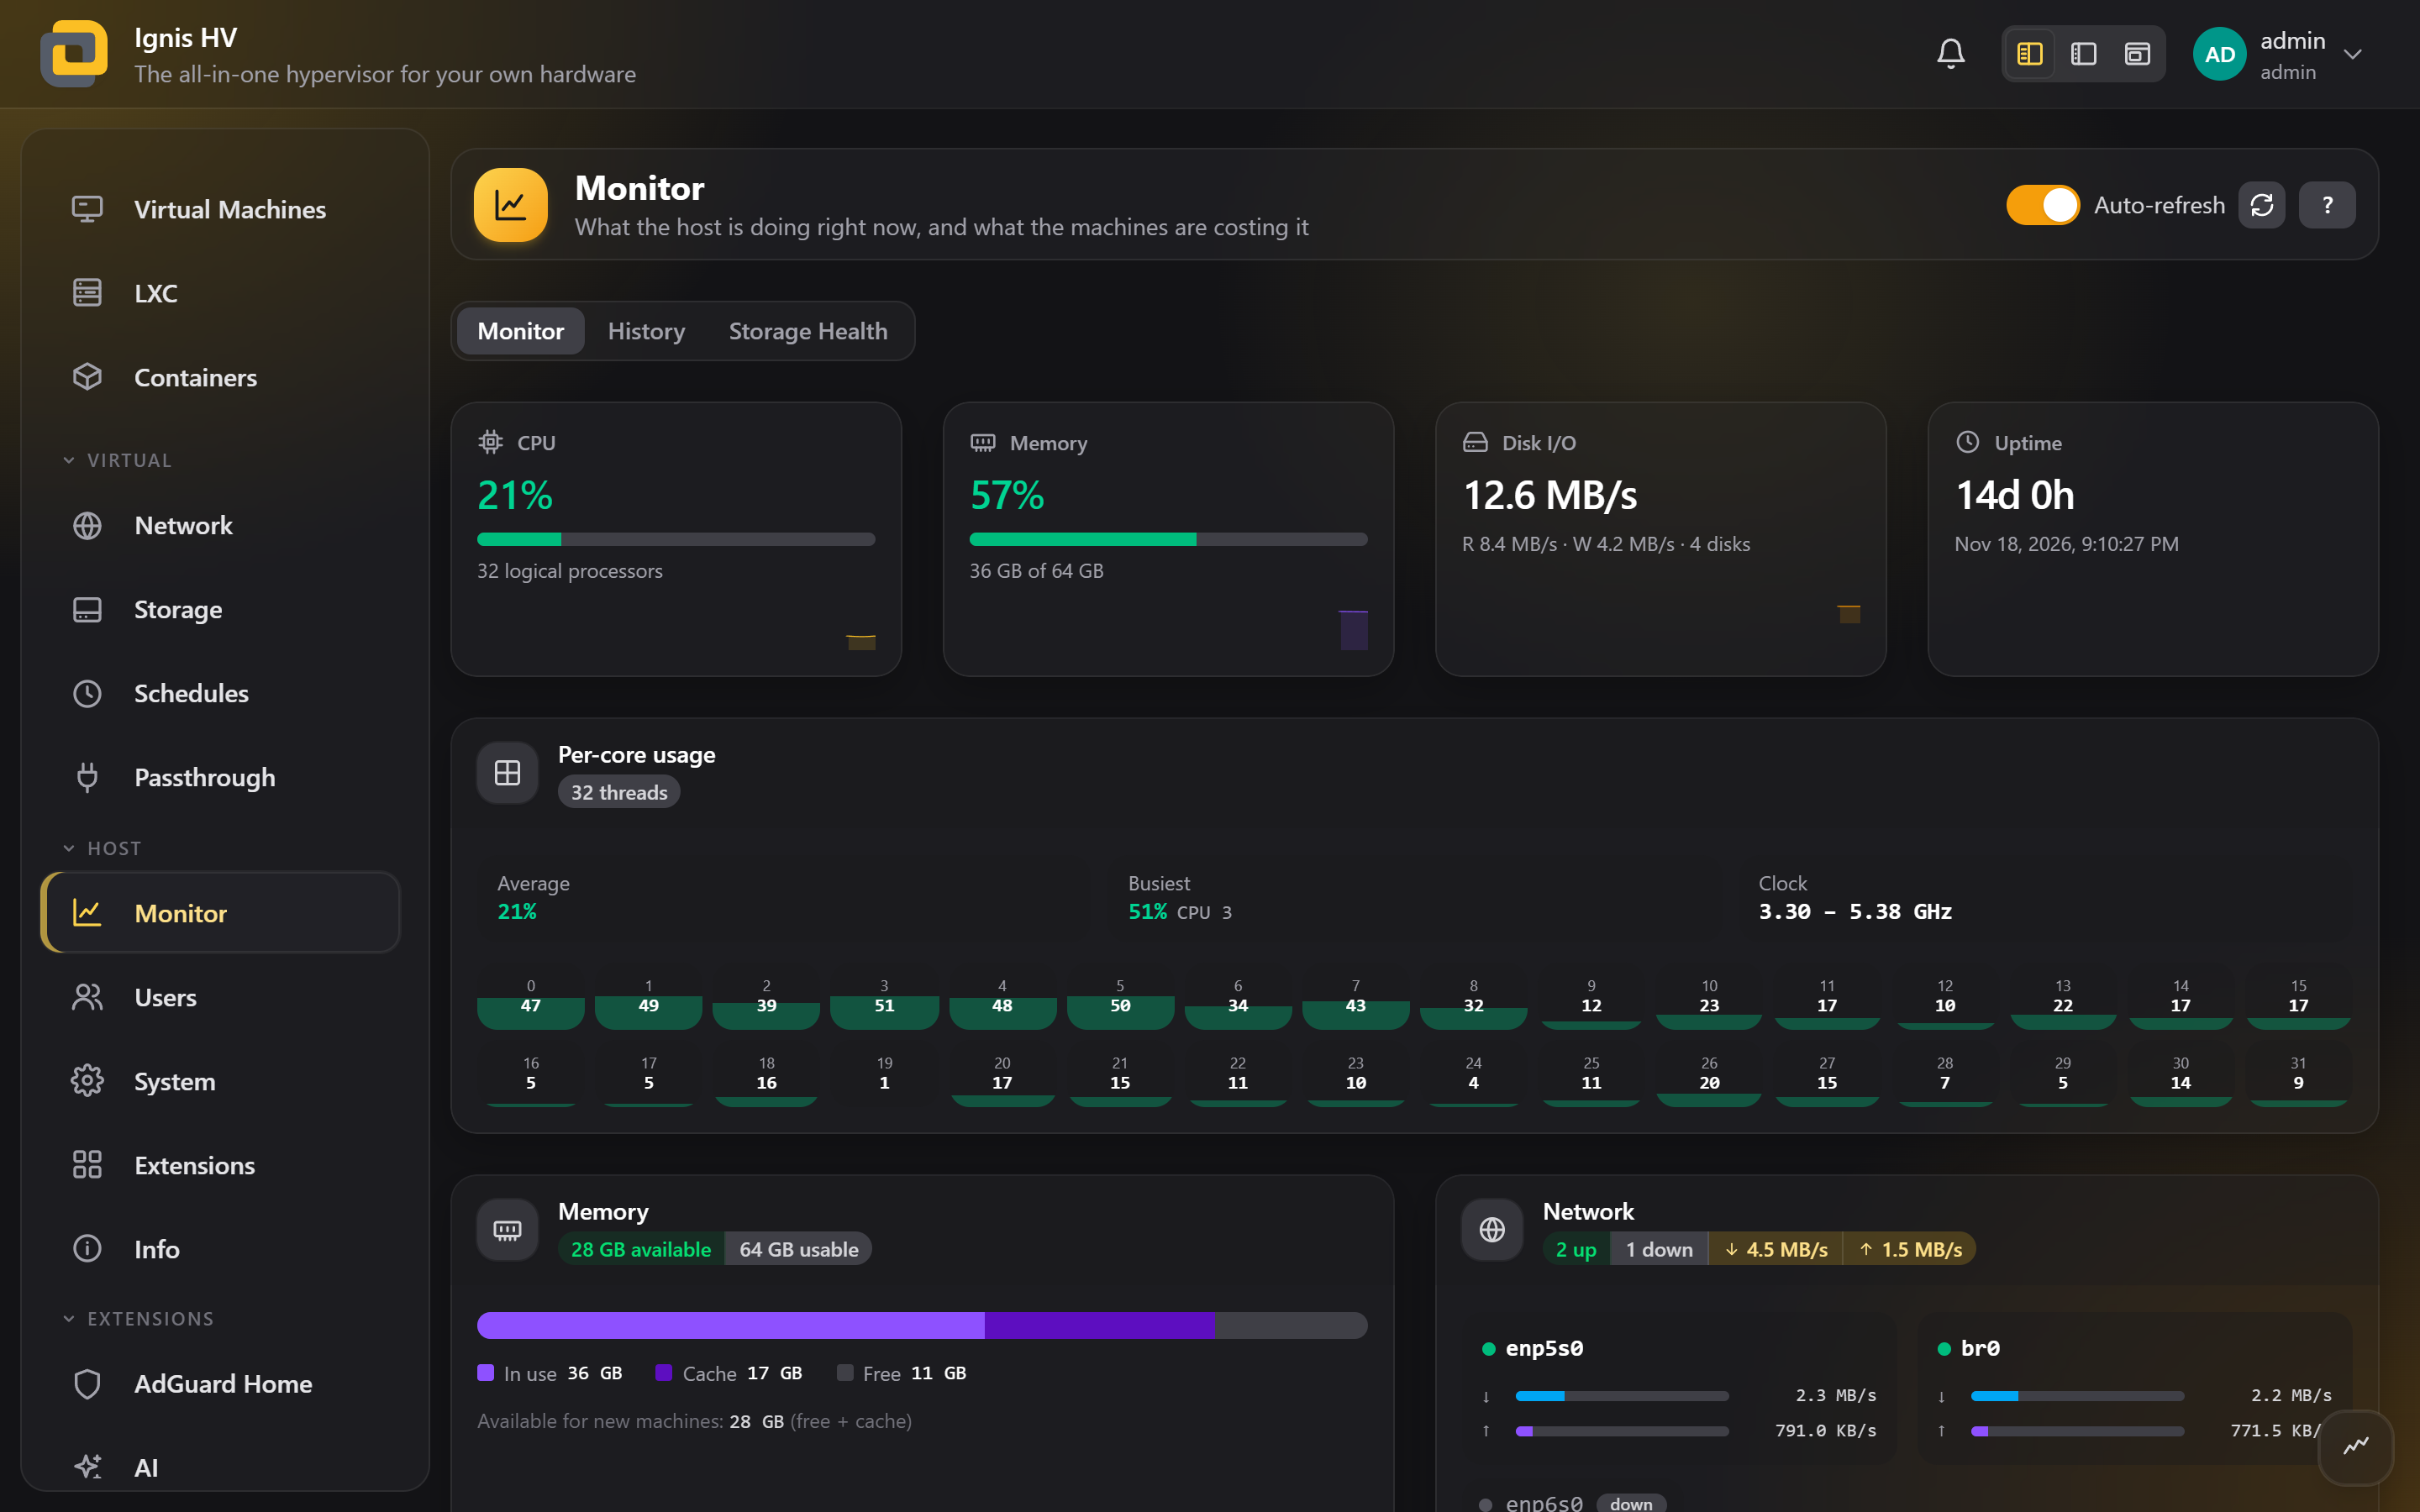 Ignis HV
The all-in-one hypervisor for your own hardware
AD
admin
admin
Virtual Machines
LXC
Containers
VIRTUAL
Network
Storage
Schedules
Passthrough
HOST
Monitor
Users
System
Extensions
Info
EXTENSIONS
AdGuard Home
AI
Monitor
What the host is doing right now, and what the machines are costing it
Auto-refresh
?
Monitor History Storage Health
CPU
21%
32 logical processors
Memory
57%
36 GB of 64 GB
Disk I/O
12.6 MB/s
R 8.4 MB/s · W 4.2 MB/s · 4 disks
Uptime
14d 0h
Nov 18, 2026, 9:10:27 PM
Per-core usage
32 threads
Average
21%
Busiest
51% CPU 3
Clock
3.30 – 5.38 GHz
0 1 2 3 4 5 6 7 8 9 10 11 12 13 14 15
47 49 39 51 48 50 34 43 32 12 23 17 10 22 17 17
16 17 18 19 20 21 22 23 24 25 26 27 28 29 30 31
5 5 16 1 17 15 11 10 4 11 20 15 7 5 14 9
Memory
28 GB available 64 GB usable
In use 36 GB Cache 17 GB Free 11 GB
Available for new machines: 28 GB (free + cache)
Network
2 up 1 down ↓ 4.5 MB/s ↑ 1.5 MB/s
enp5s0
↓ 2.3 MB/s
↑ 791.0 KB/s
br0
↓ 2.2 MB/s
↑ 771.5 KB/
enp6s0 down